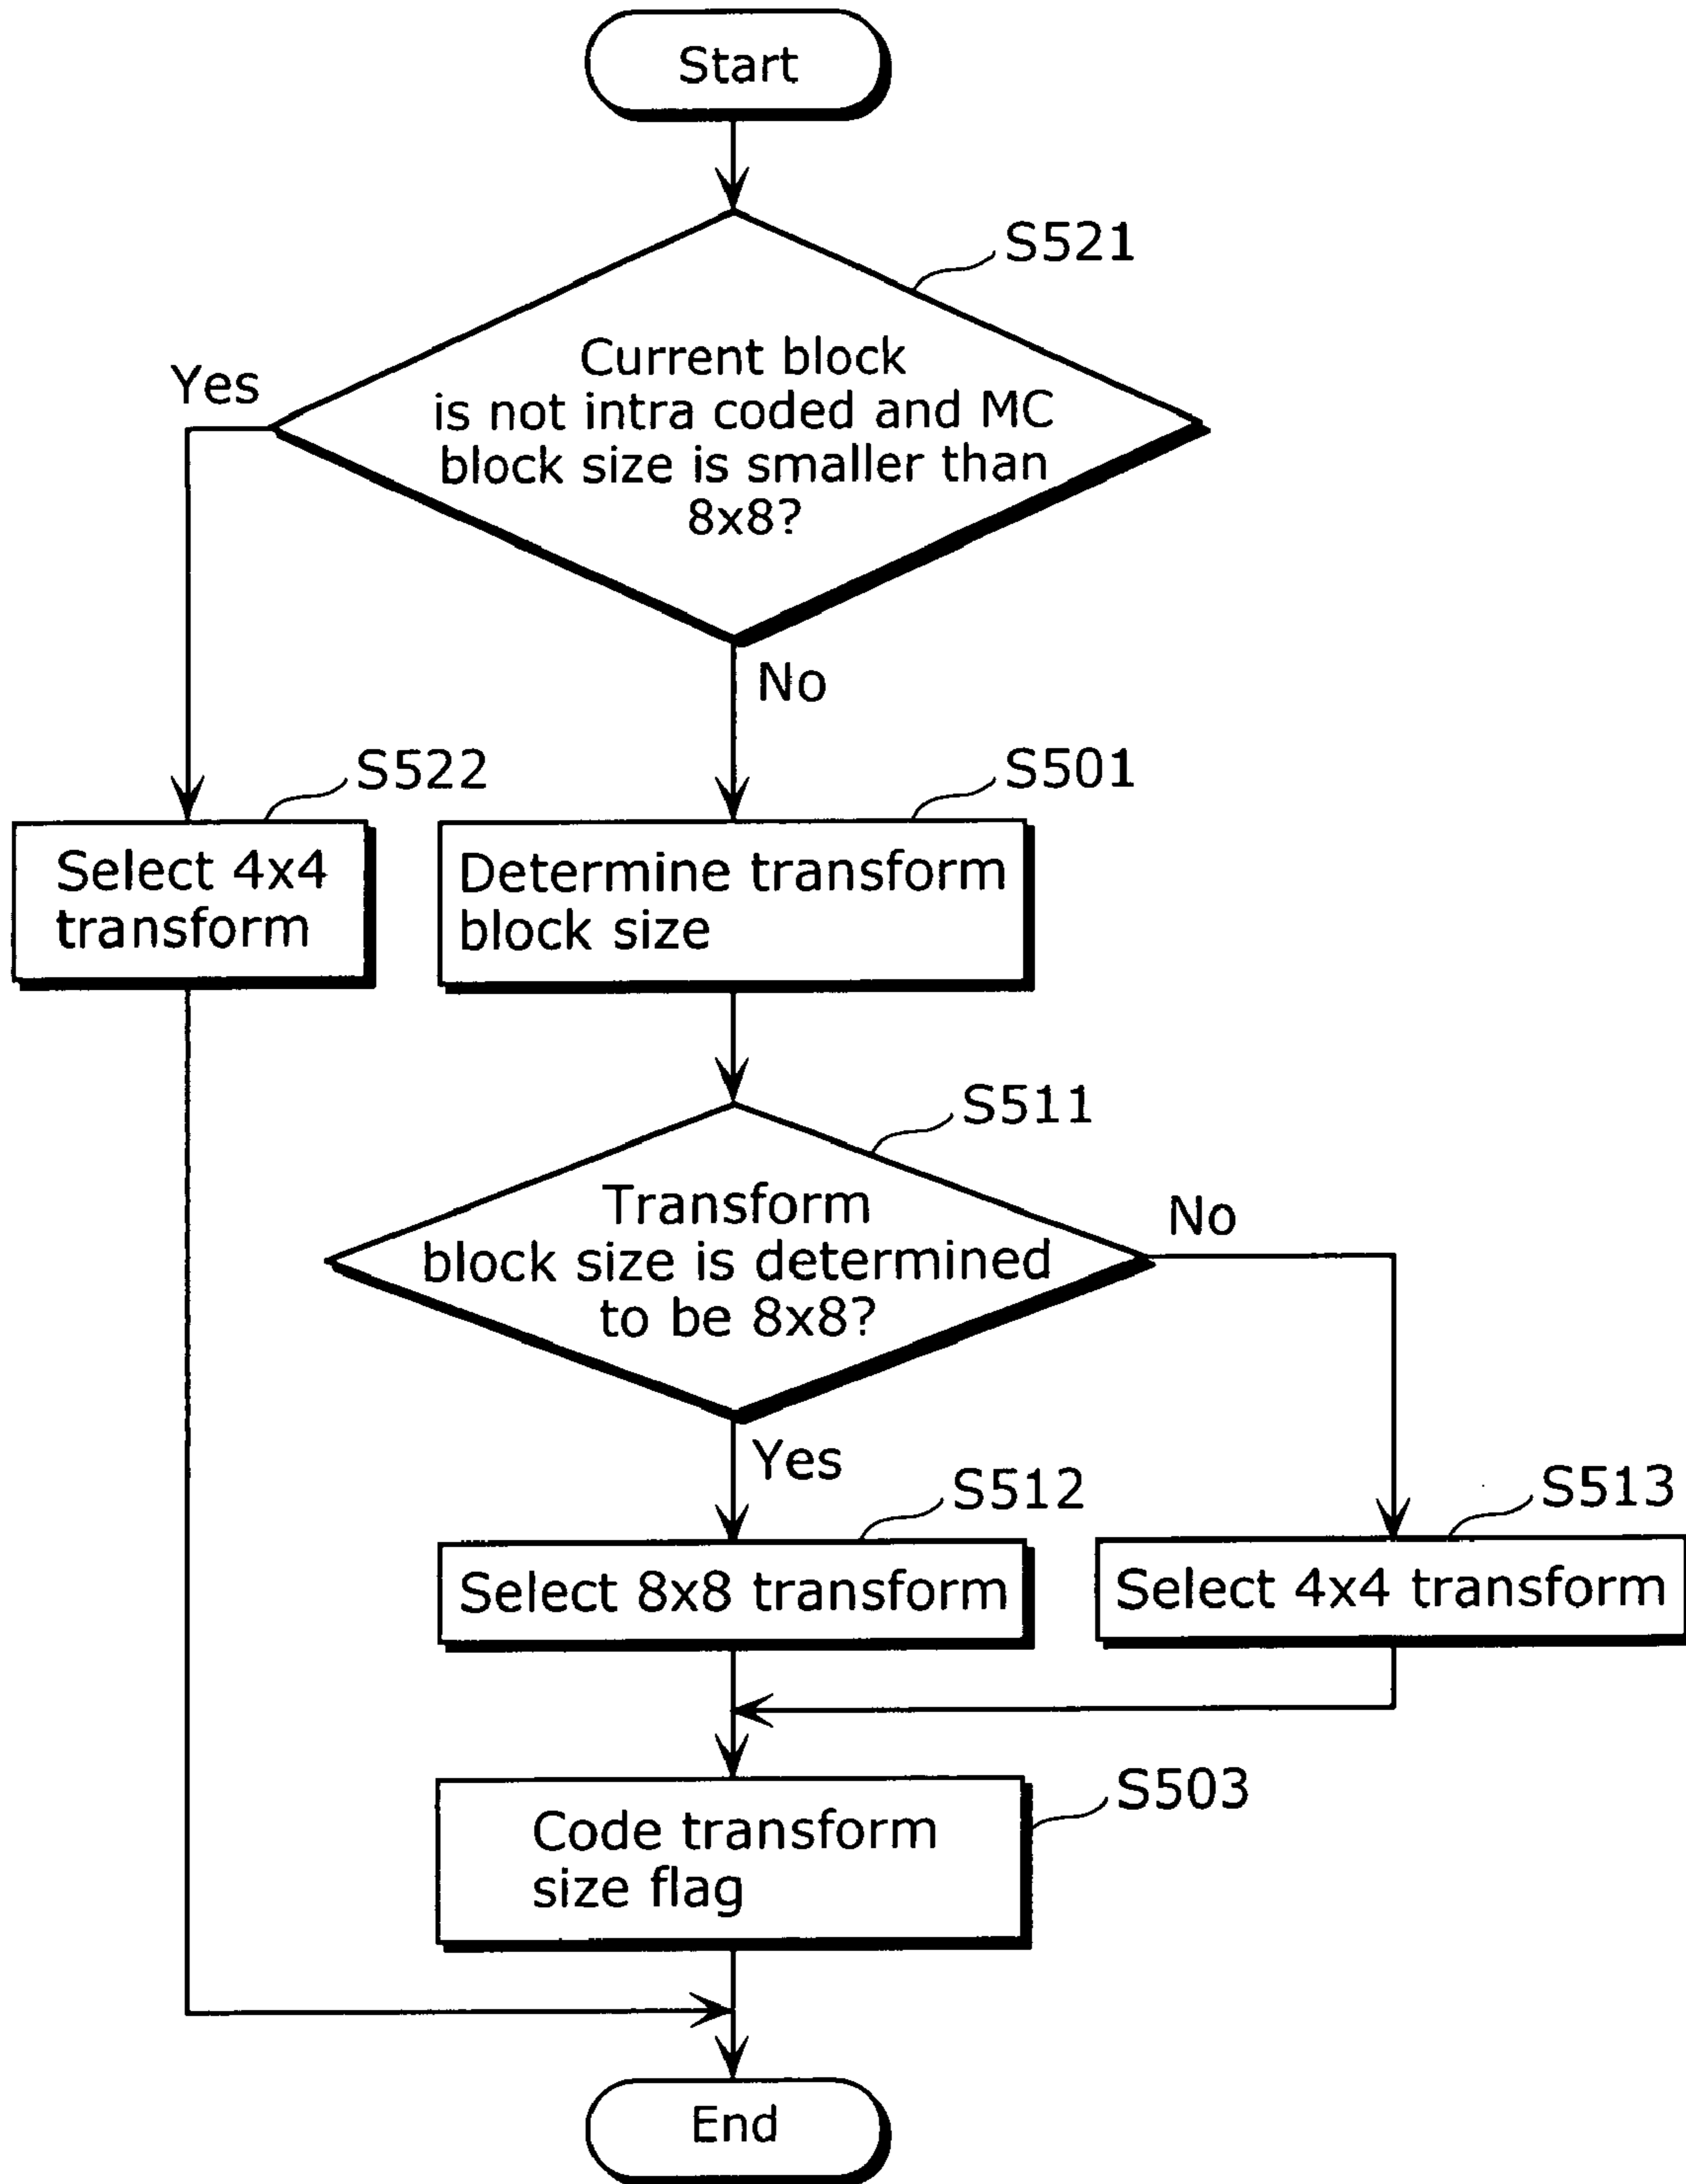 Start
S521
Current block
is not intra coded and MC
block size is smaller than
8x8?
Yes
No
S522
S501
Select 4x4
transform
Determine transform
block size
S511
Transform
block size is determined
to be 8x8?
No
Yes
S512
S513
Select 8x8 transform
Select 4x4 transform
S503
Code transform
size flag
End